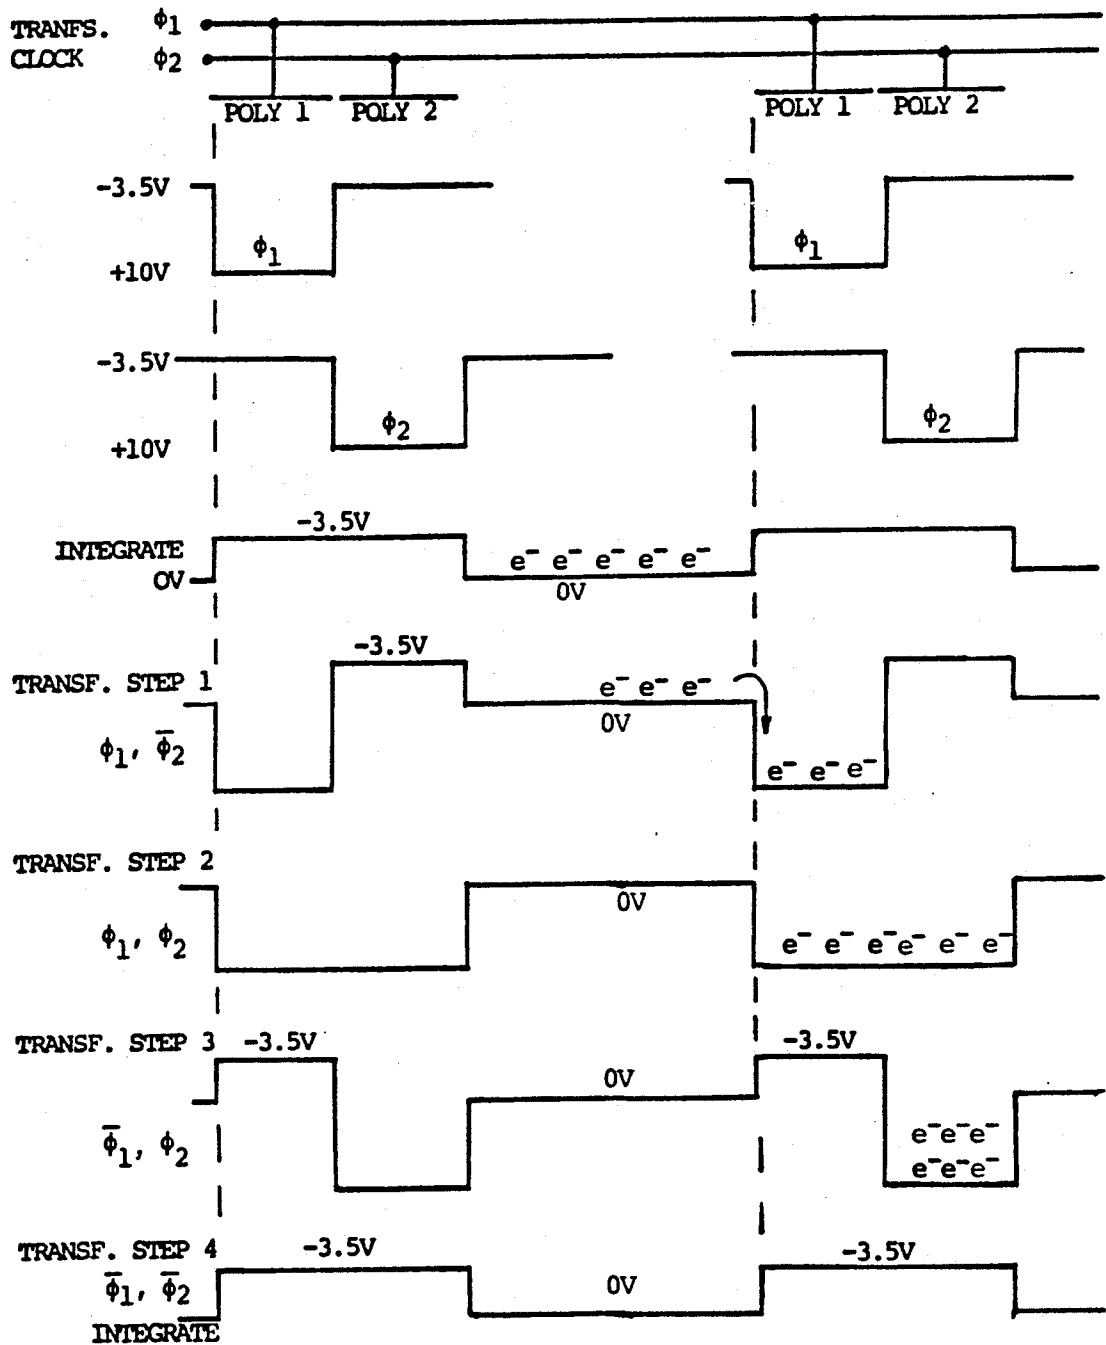 TRANFS. ϕ1
CLOCK ϕ2
POLY 1 POLY 2 POLY 1 POLY 2
-3.5V
ϕ1 ϕ1
+10V
-3.5V
ϕ2 ϕ2
+10V
-3.5V
INTEGRATE e⁻ e⁻ e⁻ e⁻ e⁻
0V 0V
-3.5V
TRANSF. STEP 1 e⁻ e⁻ e⁻
0V
ϕ1, ϕ̅2 e⁻ e⁻ e⁻
TRANSF. STEP 2
0V
ϕ1, ϕ2 e⁻ e⁻ e⁻ e⁻ e⁻ e⁻
TRANSF. STEP 3 -3.5V -3.5V
0V
ϕ̅1, ϕ2 e⁻e⁻e⁻
e⁻e⁻e⁻
TRANSF. STEP 4 -3.5V -3.5V
ϕ̅1, ϕ̅2 0V
INTEGRATE